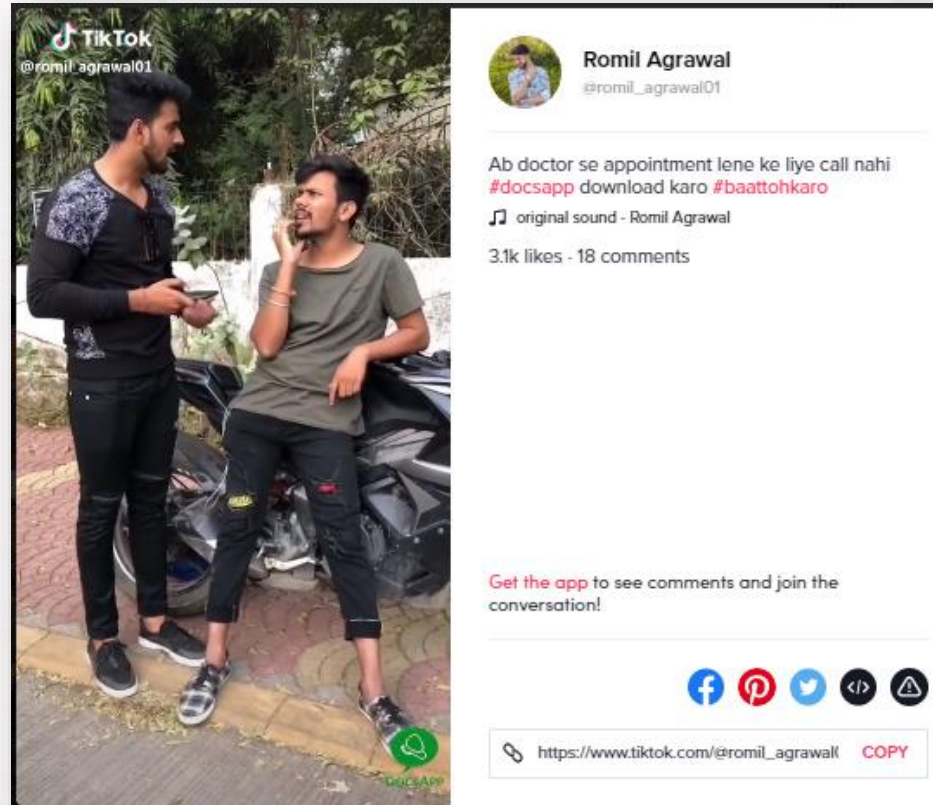 TikTok
@romil_agrawal01
Romil Agrawal
@romil_agrawal01
Ab doctor se appointment lene ke liye call nahi
#docsapp download karo #baattohkaro
original sound - Romil Agrawal
3.1k likes · 18 comments
Get the app to see comments and join the
conversation!
</>
https://www.tiktok.com/@romil_agrawal(
COPY
DOCSAPP